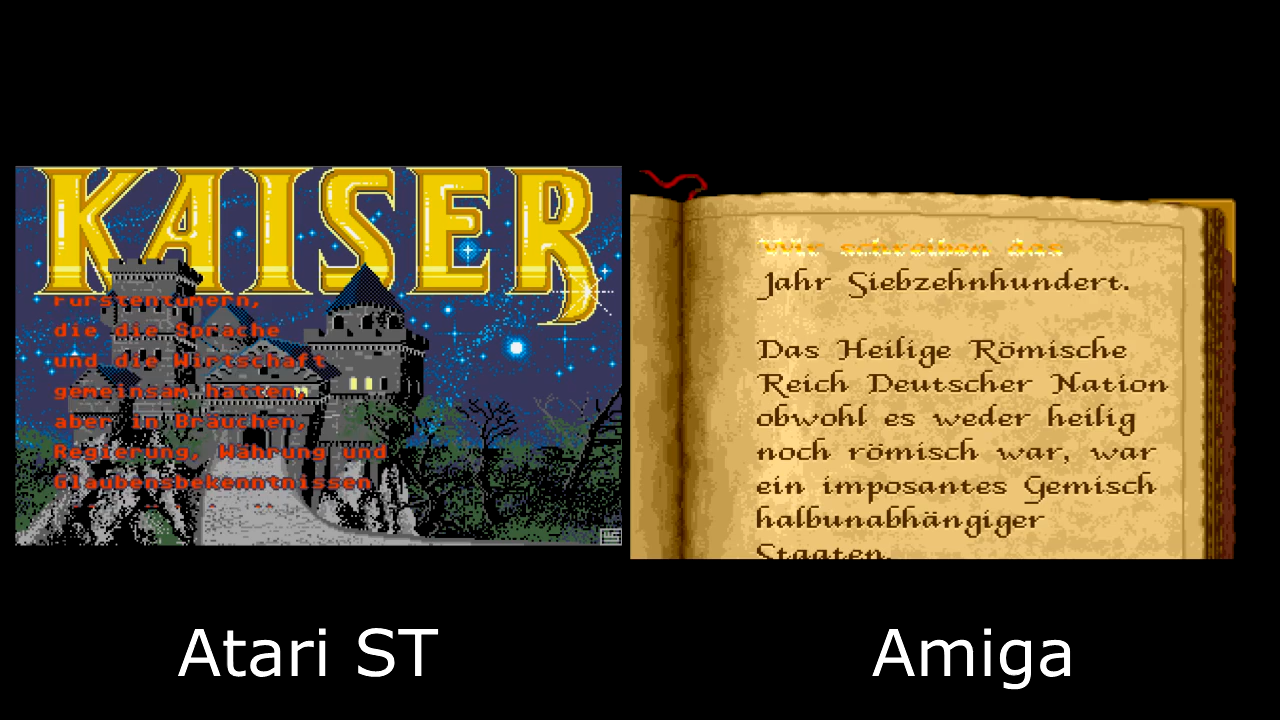 KAISER
Fürstentümern,
die die Sprache
und die Wirtschaft
gemeinsam hatten,
aber in Bräuchen,
Regierung, Währung und
Glaubensbekenntnissen
Wir schreiben das
Jahr Siebzehnhundert.
Das Heilige Römische
Reich Deutscher Nation
obwohl es weder heilig
noch römisch war, war
ein imposantes Gemisch
halbunabhängiger
Staaten.
Atari ST
Amiga